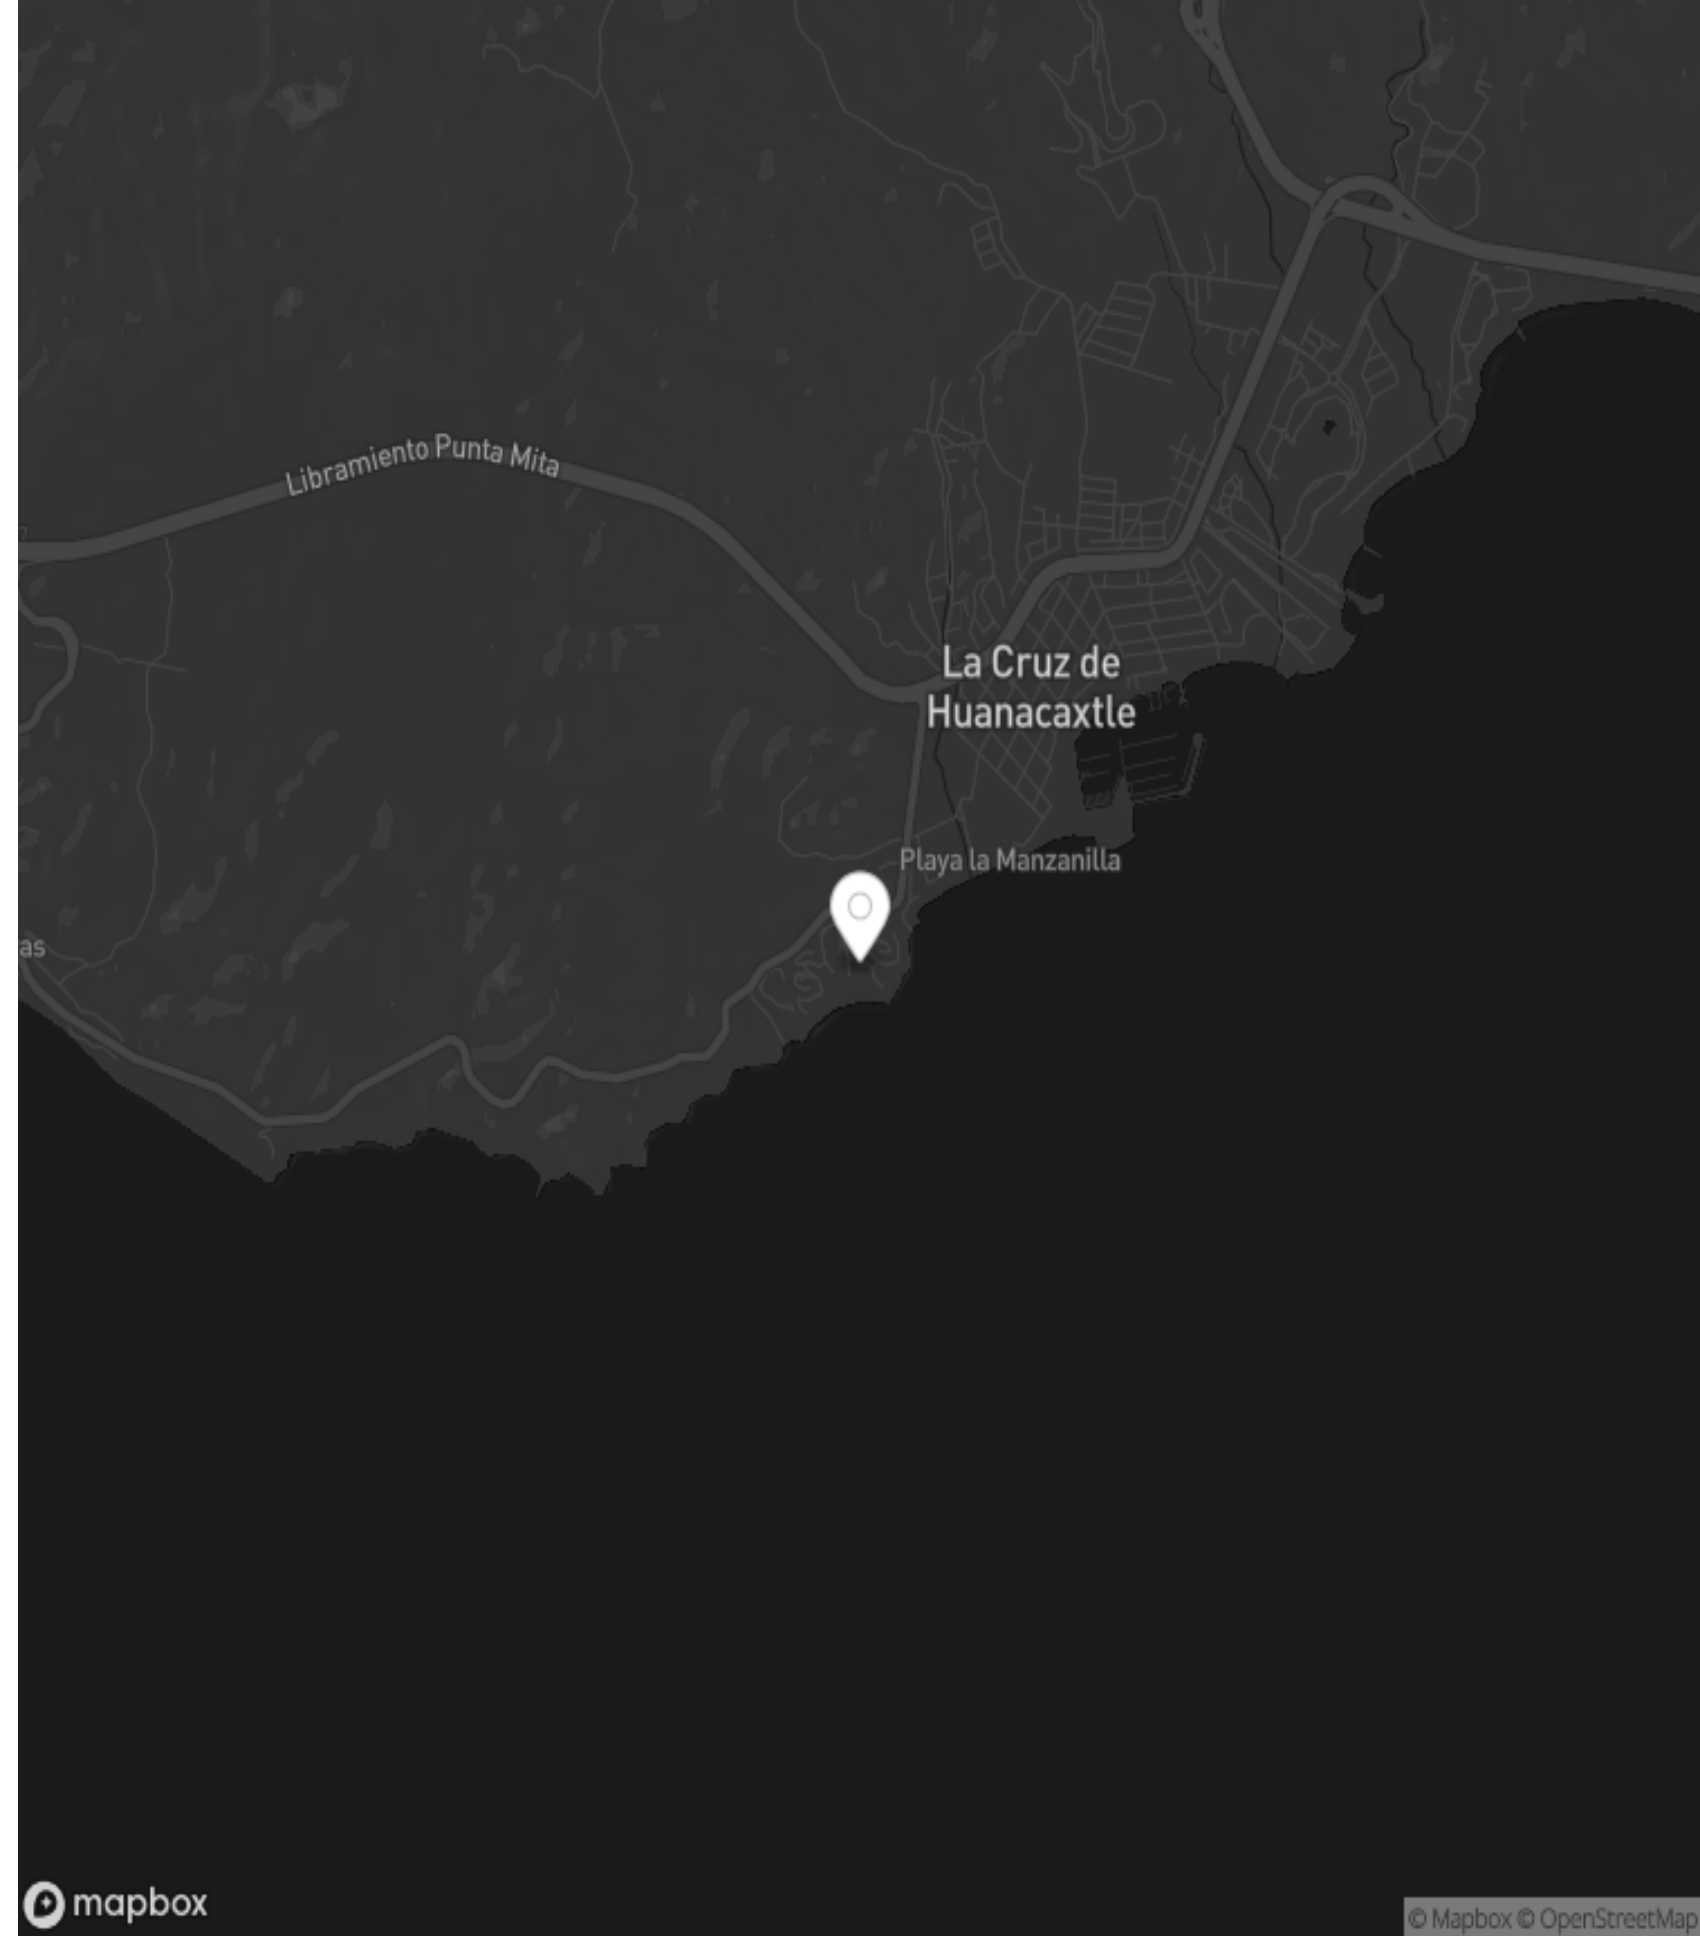 Libramiento Punta Mita
La Cruz de
Huanacaxtle
Playa la Manzanilla
as
mapbox
© Mapbox © OpenStreetMap